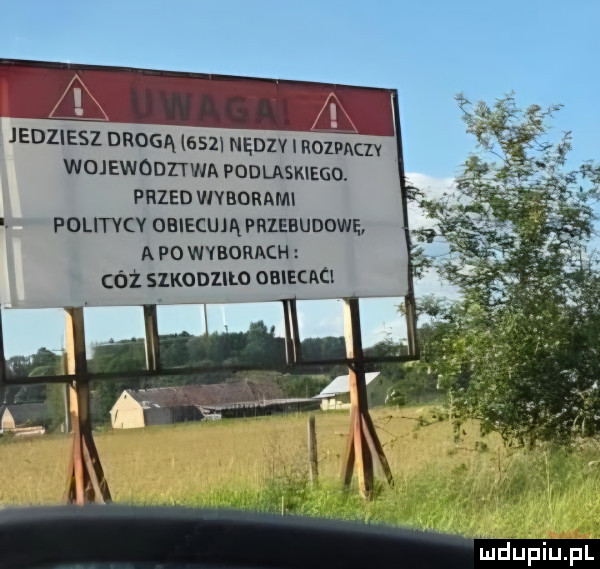 UWAGA!
JEDZIESZ DROGĄ (652) NĘDZY I ROZPACZY
WOJEWÓDZTWA PODLASKIEGO.
PRZED WYBORAMI
POLITYCY OBIECUJĄ PRZEBUDOWĘ,
A PO WYBORACH:
CÓŻ SZKODZIŁO OBIECAĆ!
mdupiu.pl